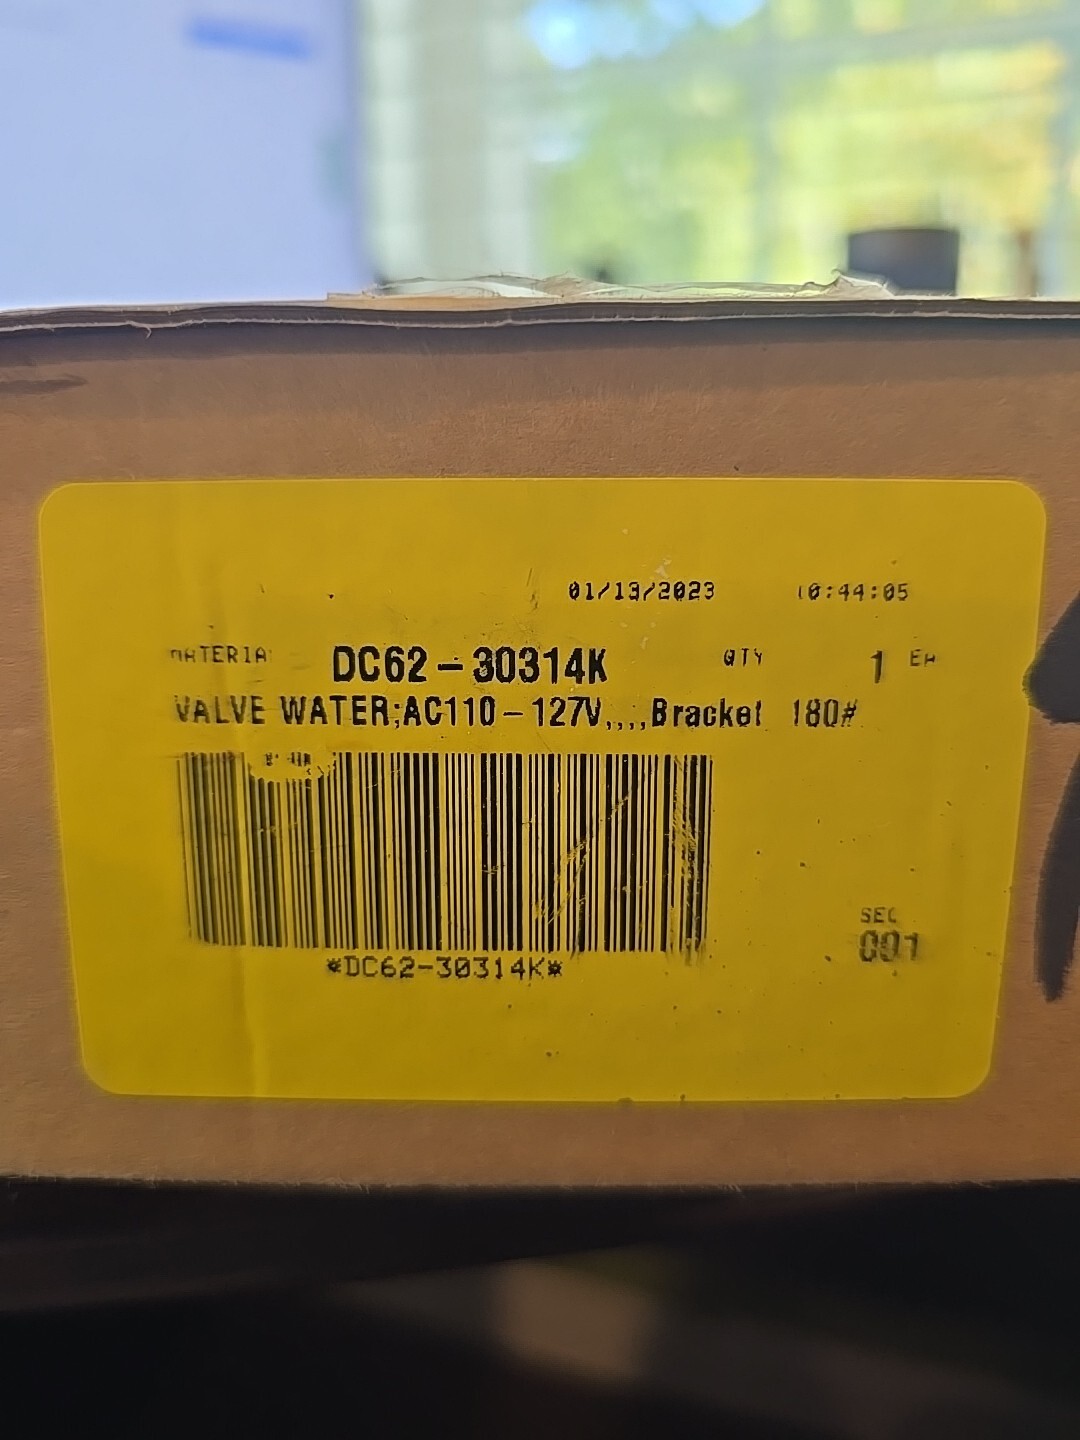 01/13/2023 10:44:05
MATERIAL DC62-30314K QTY 1 EA
VALVE WATER;AC110-127V,,,,Bracket 180#
*DC62-30314K*
SEC
001